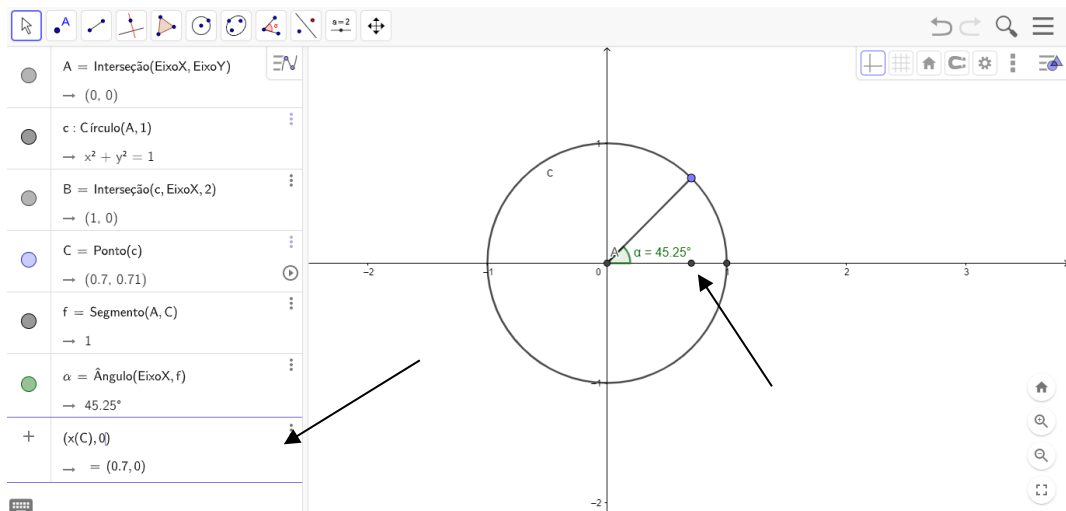 A
a=2
A = Interseção(EixoX, EixoY)
→ (0, 0)
c : Círculo(A, 1)
→ x² + y² = 1
B = Interseção(c, EixoX, 2)
→ (1, 0)
C = Ponto(c)
→ (0.7, 0.71)
f = Segmento(A, C)
→ 1
α = Ângulo(EixoX, f)
→ 45.25°
(x(C), 0)
→ = (0.7, 0)
1
c
A α = 45.25°
−2 −1 0 1 2 3
−1
−2